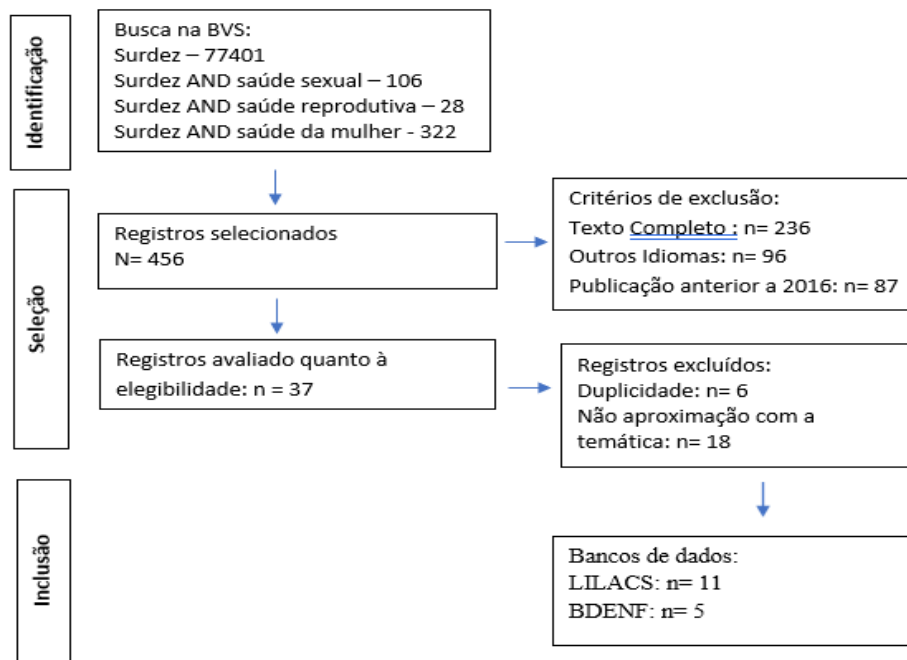 Identificação
Busca na BVS:
Surdez – 77401
Surdez AND saúde sexual – 106
Surdez AND saúde reprodutiva – 28
Surdez AND saúde da mulher - 322
Seleção
Registros selecionados
N= 456
Critérios de exclusão:
Texto Completo : n= 236
Outros Idiomas: n= 96
Publicação anterior a 2016: n= 87
Registros avaliado quanto à
elegibilidade: n = 37
Registros excluídos:
Duplicidade: n= 6
Não aproximação com a
temática: n= 18
Inclusão
Bancos de dados:
LILACS: n= 11
BDENF: n= 5